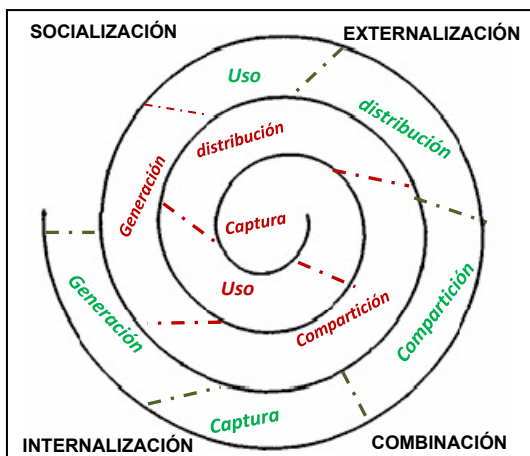 SOCIALIZACIÓN
EXTERNALIZACIÓN
Uso
distribución
distribución
Generación
Captura
Uso
Compartición
Compartición
Generación
Captura
INTERNALIZACIÓN
COMBINACIÓN